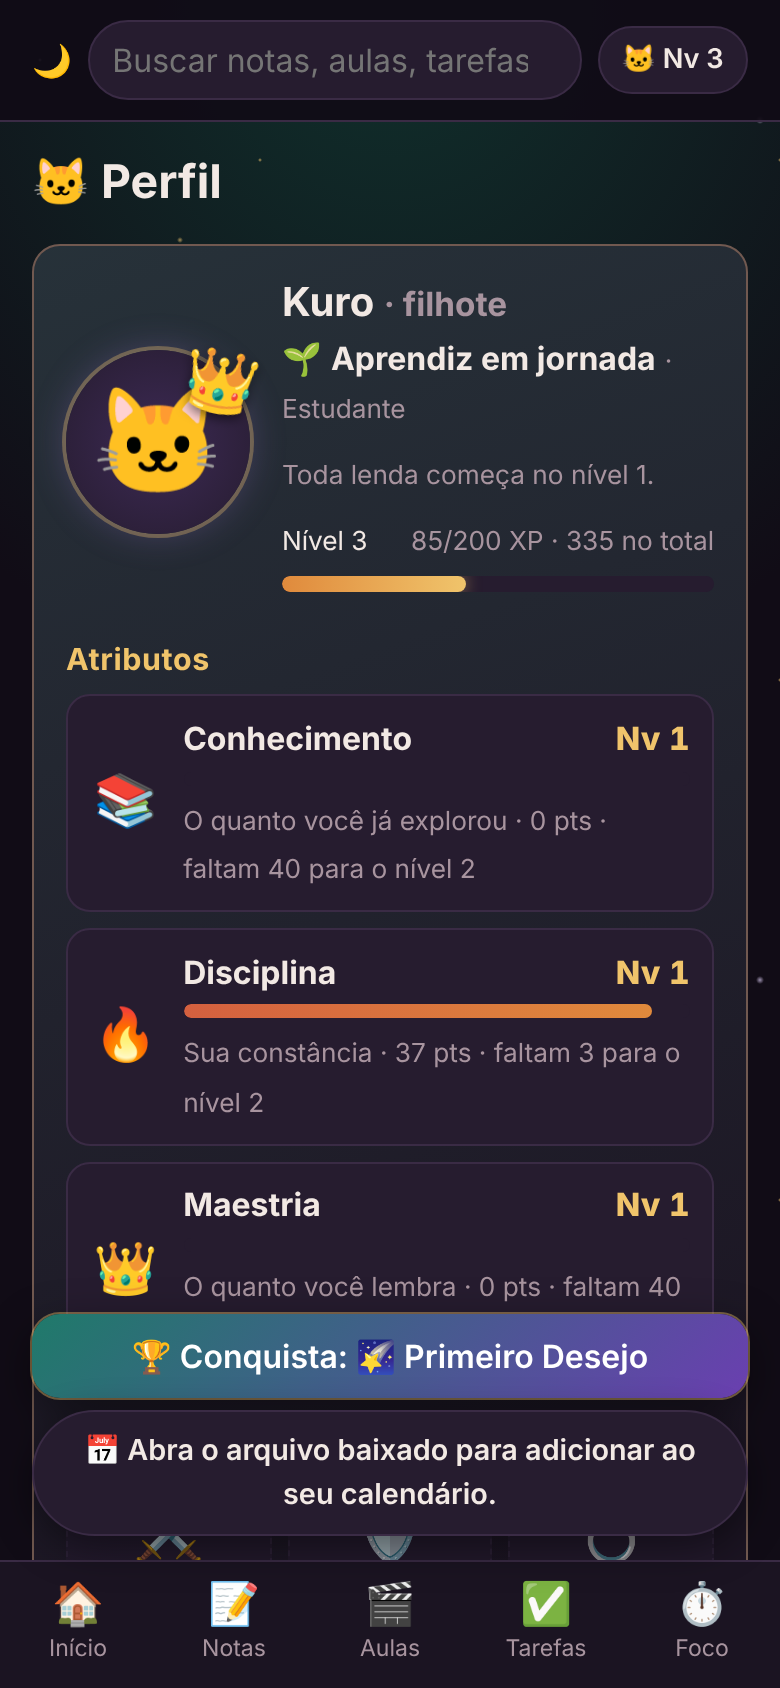 Buscar notas, aulas, tarefas
Nv 3
Perfil
Kuro · filhote
Aprendiz em jornada ·
Estudante
Toda lenda começa no nível 1.
Nível 3 85/200 XP · 335 no total
Atributos
Conhecimento Nv 1
O quanto você já explorou · 0 pts ·
faltam 40 para o nível 2
Disciplina Nv 1
Sua constância · 37 pts · faltam 3 para o
nível 2
Maestria Nv 1
O quanto você lembra · 0 pts · faltam 40
Conquista: Primeiro Desejo
Abra o arquivo baixado para adicionar ao
seu calendário.
Início Notas Aulas Tarefas Foco